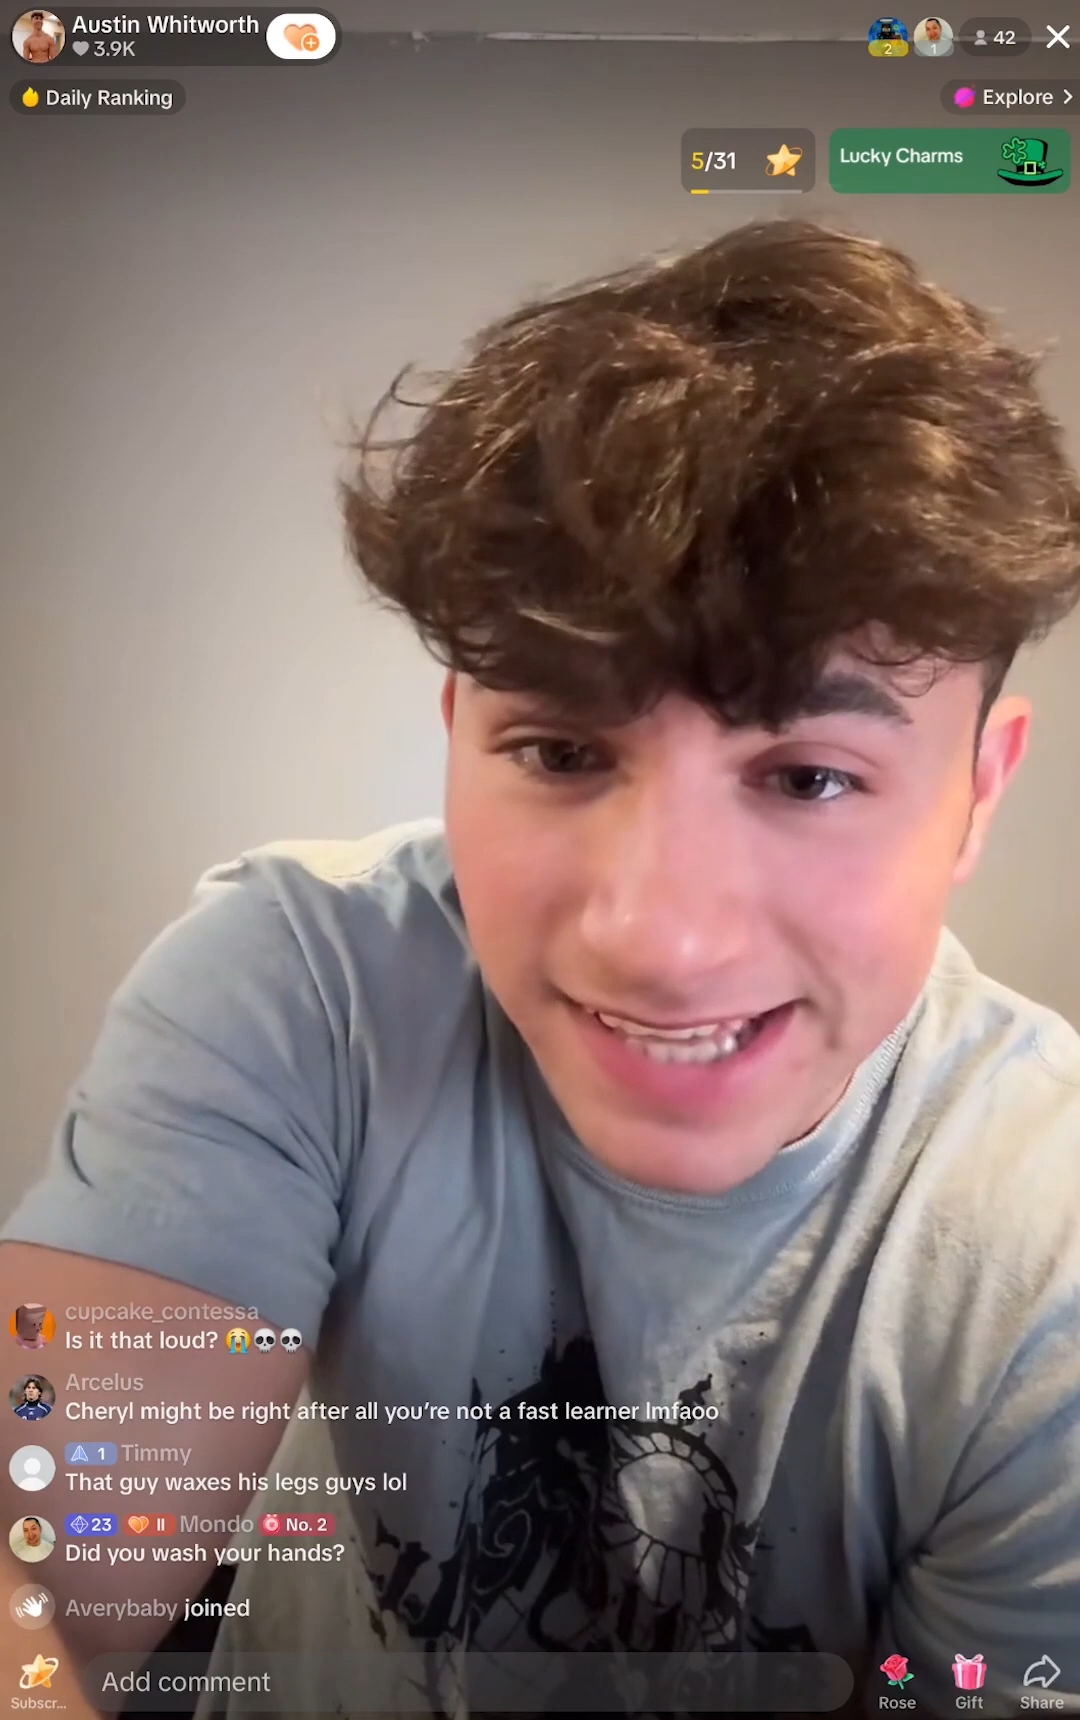 Austin Whitworth
3.9K
2
1
42
Daily Ranking
Explore
5/31
Lucky Charms
cupcake_contessa
Is it that loud? 😭💀💀
Arcelus
Cheryl might be right after all you’re not a fast learner lmfaoo
1 Timmy
That guy waxes his legs guys lol
23 II Mondo No. 2
Did you wash your hands?
Averybaby joined
Subscr...
Add comment
Rose
Gift
Share